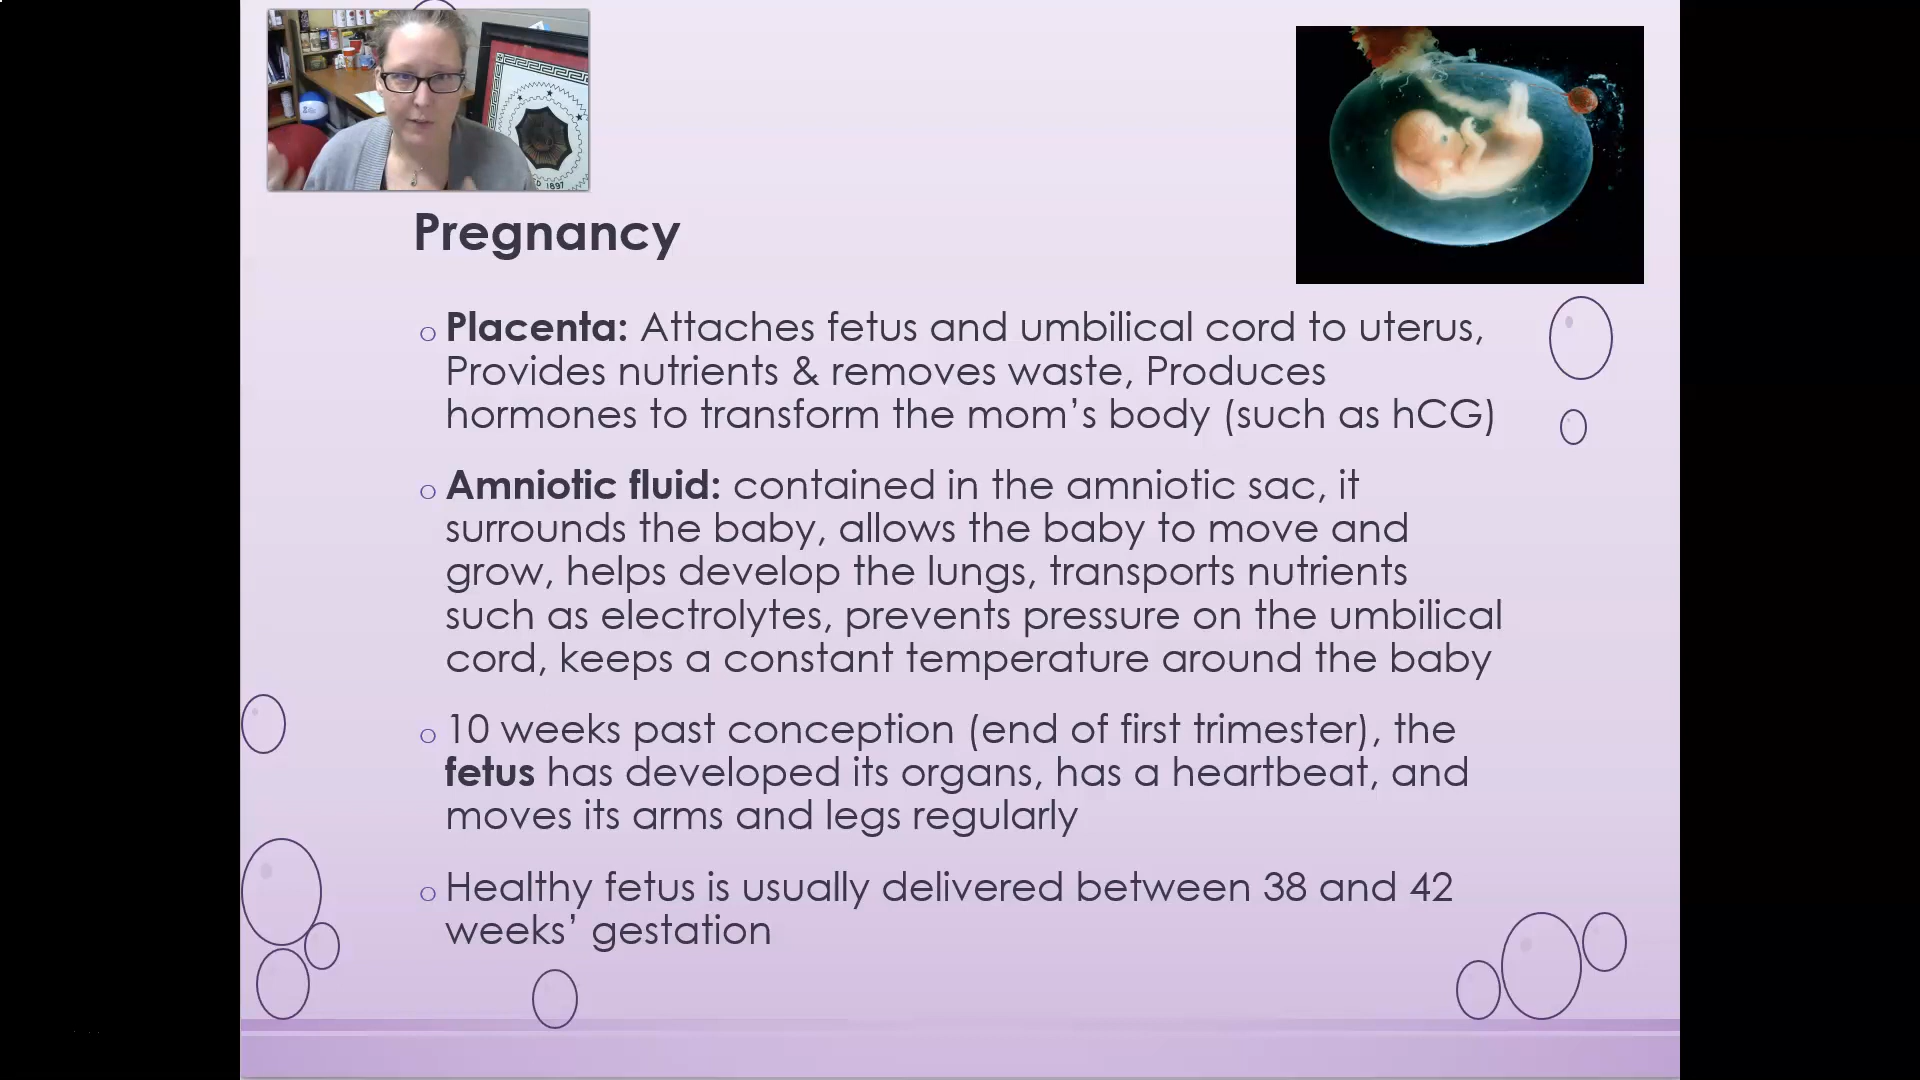 D 1897
Pregnancy
Placenta: Attaches fetus and umbilical cord to uterus,
Provides nutrients & removes waste, Produces
hormones to transform the mom’s body (such as hCG)
Amniotic fluid: contained in the amniotic sac, it
surrounds the baby, allows the baby to move and
grow, helps develop the lungs, transports nutrients
such as electrolytes, prevents pressure on the umbilical
cord, keeps a constant temperature around the baby
10 weeks past conception (end of first trimester), the
fetus has developed its organs, has a heartbeat, and
moves its arms and legs regularly
Healthy fetus is usually delivered between 38 and 42
weeks’ gestation